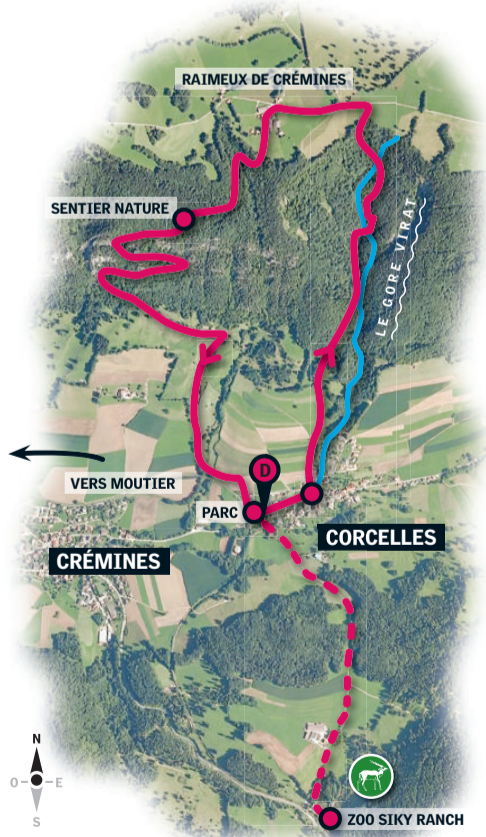 RAIMEUX DE CRÉMINES
SENTIER NATURE
LE GORE VIRAT
VERS MOUTIER
D
PARC
CORCELLES
CRÉMINES
N
O E
S
ZOO SIKY RANCH